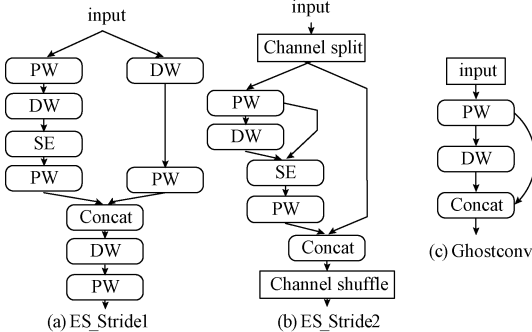 input
PW
DW
DW
SE
PW
PW
Concat
DW
PW
(a) ES_Stride1
input
Channel split
PW
DW
SE
PW
Concat
Channel shuffle
(b) ES_Stride2
input
PW
DW
Concat
(c) Ghostconv